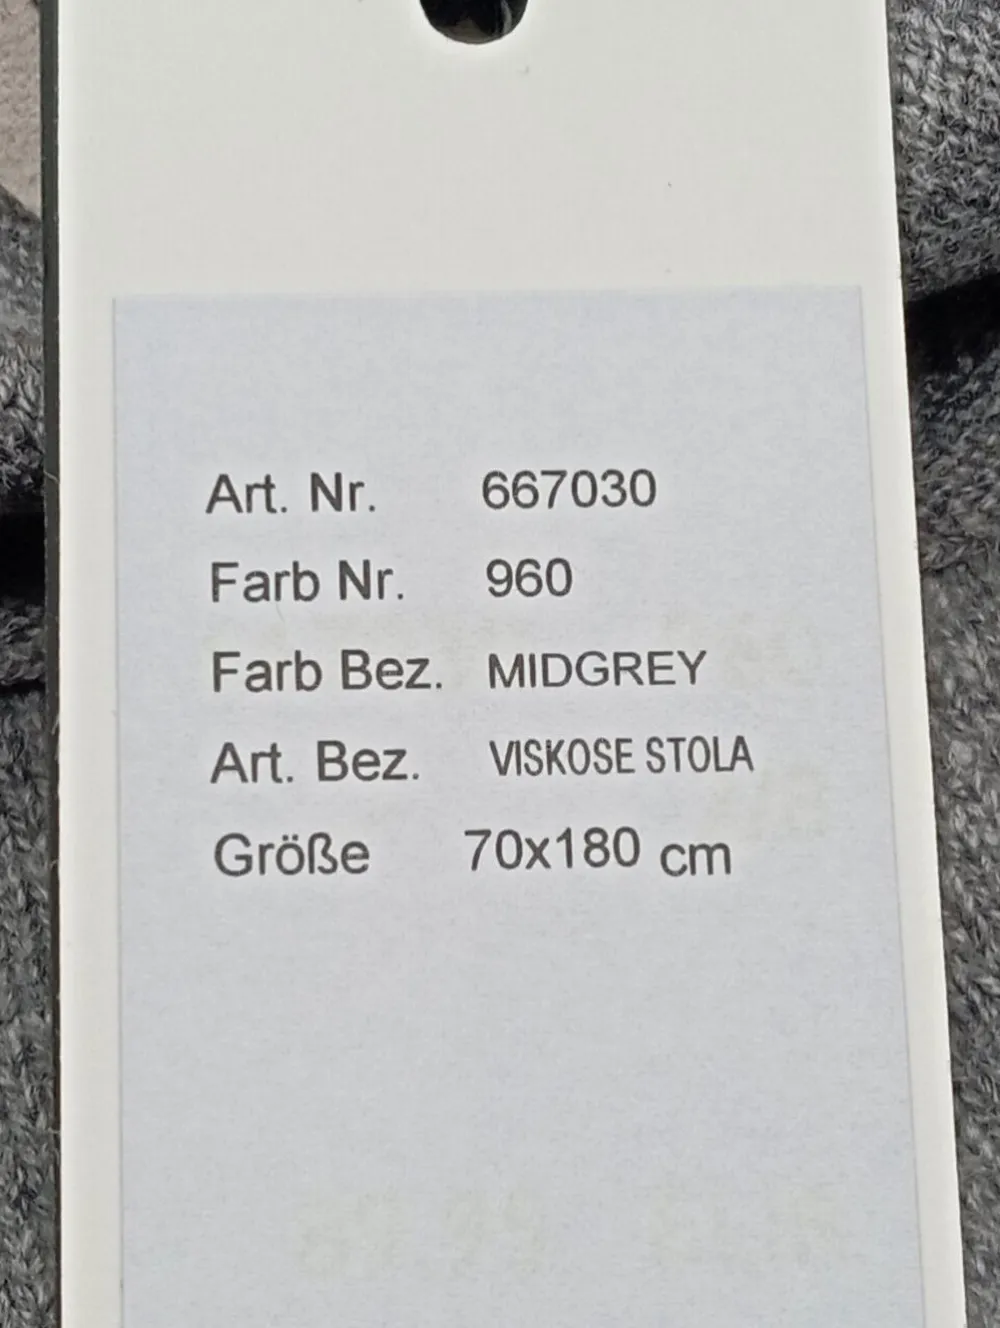 Art. Nr. 667030
Farb Nr. 960
Farb Bez. MIDGREY
Art. Bez. VISKOSE STOLA
Größe 70x180 cm